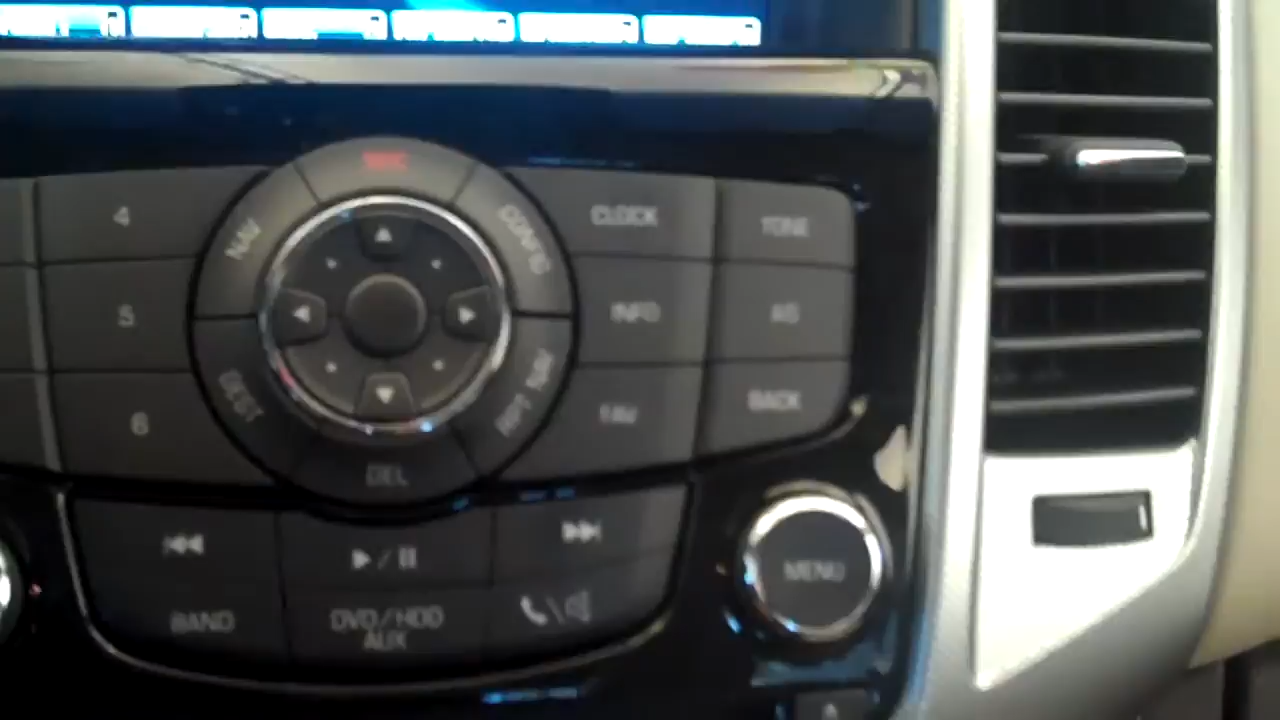 4
NAV
REC
CONFIG
CLOCK
TONE
5
INFO
AS
6
DEST
RPT NAV
FAV
BACK
DEL
MENU
BAND
DVD/HDD
AUX